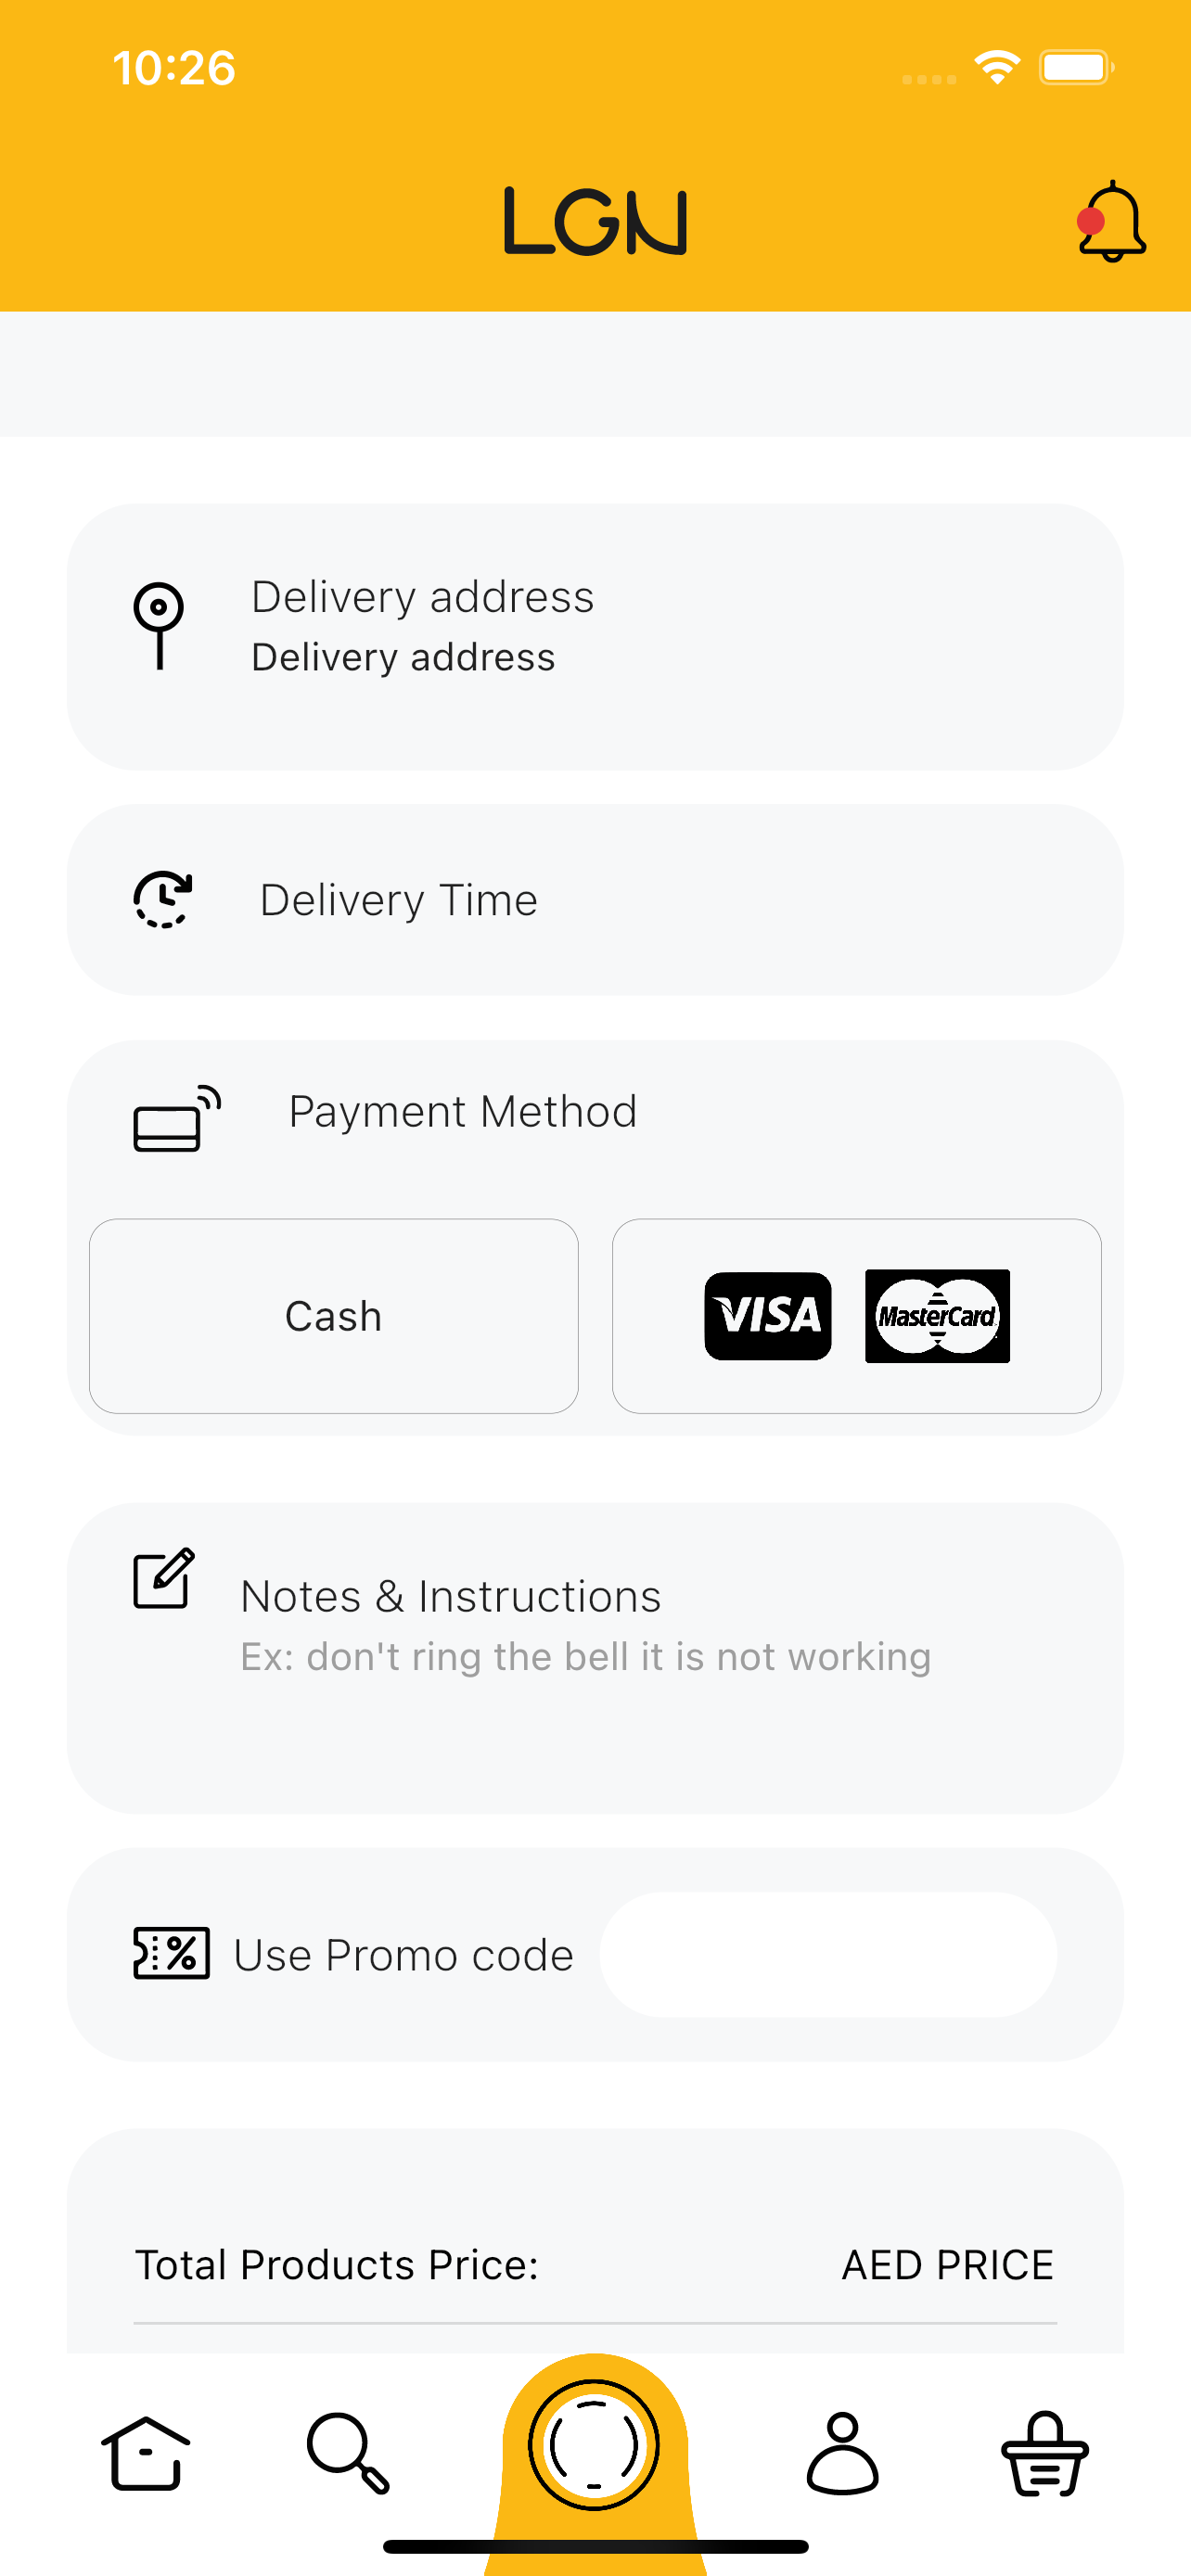 10:26
LGN
Delivery address
Delivery address
Delivery Time
Payment Method
Cash
VISA MasterCard
Notes & Instructions
Ex: don't ring the bell it is not working
Use Promo code
Total Products Price: AED PRICE